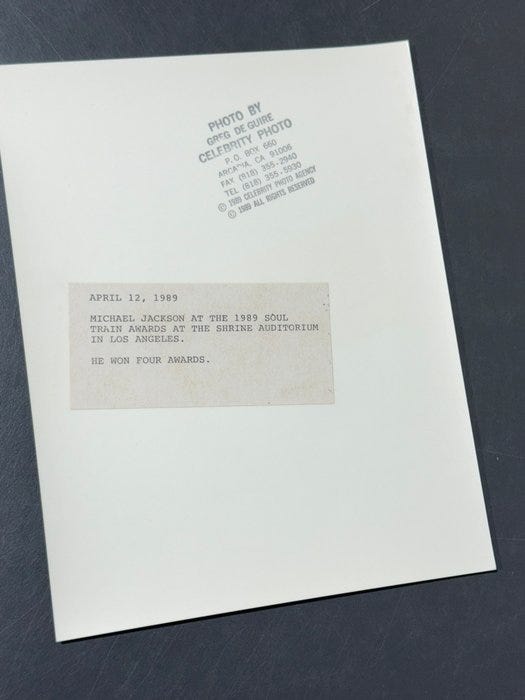 PHOTO BY
GREG DE GUIRE
CELEBRITY PHOTO
P.O. BOX 660
ARCADIA, CA 91006
FAX (818) 355-2940
TEL (818) 355-5930
© 1989 CELEBRITY PHOTO AGENCY
© 1989 ALL RIGHTS RESERVED
APRIL 12, 1989
MICHAEL JACKSON AT THE 1989 SOUL
TRAIN AWARDS AT THE SHRINE AUDITORIUM
IN LOS ANGELES.
HE WON FOUR AWARDS.